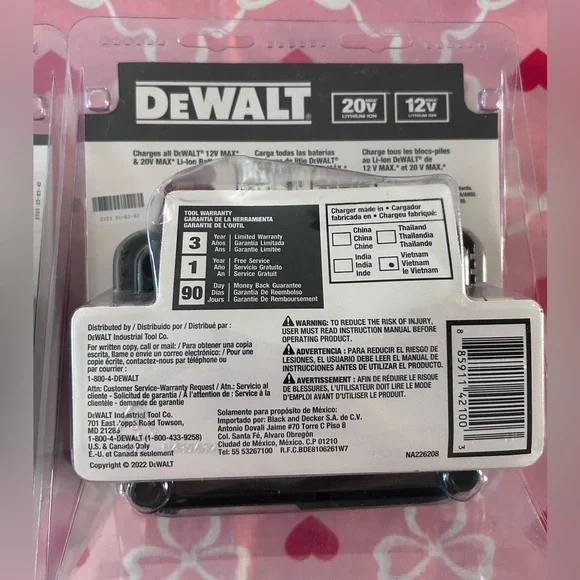 DEWALT®
20V MAX*
LITHIUM ION
12V MAX*
LITHIUM ION
Charges all DEWALT® 12V MAX*
& 20V MAX* Li-Ion
Carga todas las baterías
de litio DEWALT®
Charge tous les blocs-piles
au Li-Ion DEWALT® de
12 V MAX.* et 20 V MAX.*
TOOL WARRANTY
GARANTÍA DE LA HERRAMIENTA
GARANTIE DE L'OUTIL
3 Year Limited Warranty
Años Garantía Limitada
Ans Garantie Limitée
1 Year Free Service
Año Servicio Gratuito
An Service Gratuit
90 Day Money Back Guarantee
Días Garantía de Reembolso
Jours Garantie de Remboursement
Charger made in • Cargador
fabricado en • Chargeur fabriqué:
China
China
Chine
Thailand
Thailandia
Thaïlande
India
India
Inde
Vietnam
Vietnam
le Vietnam
Distributed by / Distribuido por / Distribué par :
DEWALT Industrial Tool Co.
For written copy, call or mail: / Para obtener una copia
escrita, llame o envíe un correo electrónico: / Pour une
copie écrite, contactez-nous par téléphone ou
par courriel :
1-800-4-DEWALT
Attn: Customer Service-Warranty Request / Atn.: Servicio al
cliente - Solicitud de garantía / À l'attention de : Service à la
clientèle - demande de garantie
DEWALT Industrial Tool Co.
701 East Joppa Road Towson,
MD 21286
1-800-4-DEWALT (1-800-433-9258)
U.S. & Canada Only
É.-U. et Canada seulement
Copyright © 2022 DEWALT
Solamente para propósito de México:
Importado por: Black and Decker S.A. de C.V.
Antonio Dovali Jaime #70 Torre C Piso 8
Col. Santa Fé, Alvaro Obregón
Ciudad de México, México. C.P 01210
Tel: 55 53267100 R.F.C.BDE8106261W7
WARNING: TO REDUCE THE RISK OF INJURY,
USER MUST READ INSTRUCTION MANUAL BEFORE
OPERATING PRODUCT.
ADVERTENCIA : PARA REDUCIR EL RIESGO DE
LESIONES, EL USUARIO DEBE LEER EL MANUAL DE
INSTRUCCIONES ANTES DE UTILIZAR EL PRODUCTO.
AVERTISSEMENT : AFIN DE RÉDUIRE LE RISQUE
DE BLESSURES, L'UTILISATEUR DOIT LIRE LE MODE
D'EMPLOI AVANT D'UTILISER LE PRODUIT.
NA226208
8 85911 42100 3